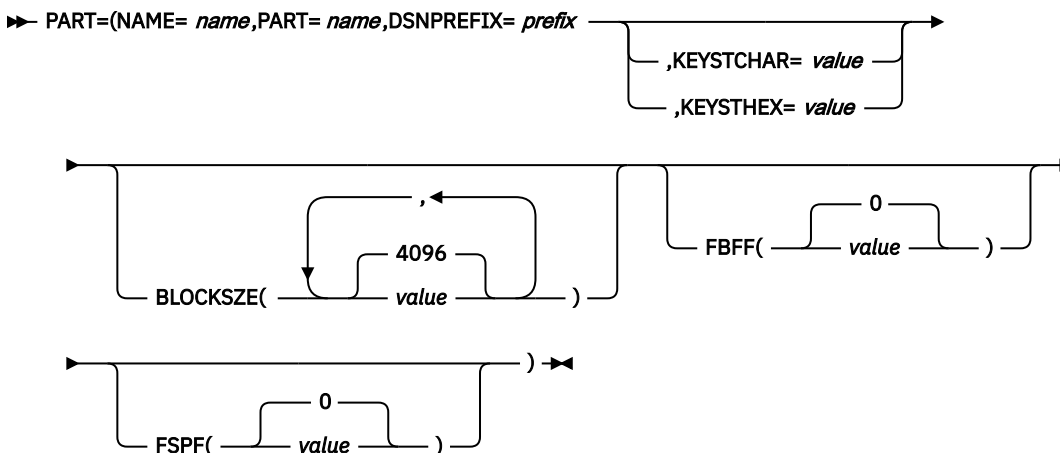 PART=(NAME= name,PART= name,DSNPREFIX= prefix
,KEYSTCHAR= value
,KEYSTHEX= value
,
4096
BLOCKSZE( value )
0
FBFF( value )
)
0
FSPF( value )